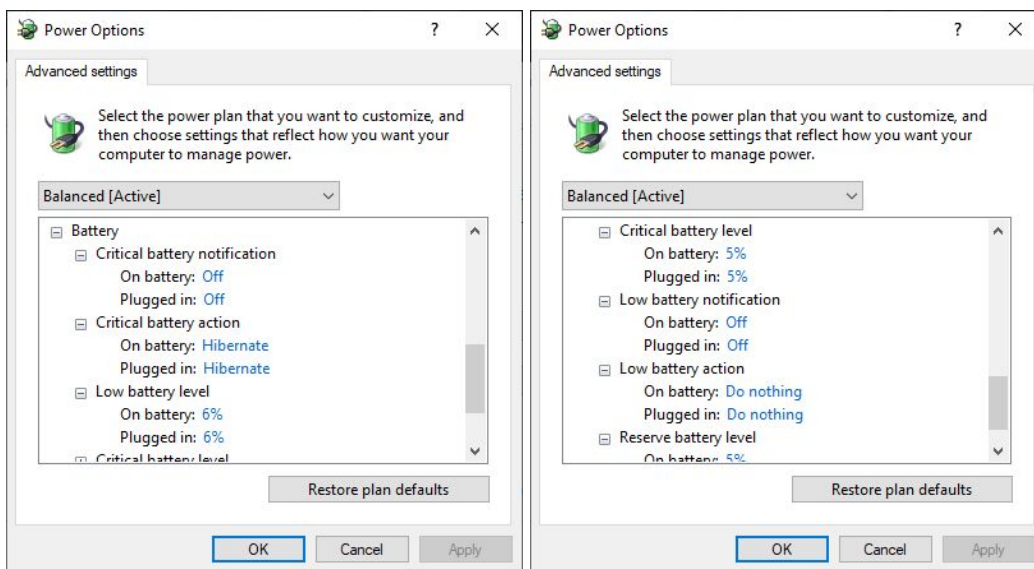 Power Options
Advanced settings
Select the power plan that you want to customize, and
then choose settings that reflect how you want your
computer to manage power.
Balanced [Active]
Battery
Critical battery notification
On battery: Off
Plugged in: Off
Critical battery action
On battery: Hibernate
Plugged in: Hibernate
Low battery level
On battery: 6%
Plugged in: 6%
Critical battery level
Restore plan defaults
OK Cancel Apply
Power Options
Advanced settings
Select the power plan that you want to customize, and
then choose settings that reflect how you want your
computer to manage power.
Balanced [Active]
Critical battery level
On battery: 5%
Plugged in: 5%
Low battery notification
On battery: Off
Plugged in: Off
Low battery action
On battery: Do nothing
Plugged in: Do nothing
Reserve battery level
On battery: 5%
Restore plan defaults
OK Cancel Apply